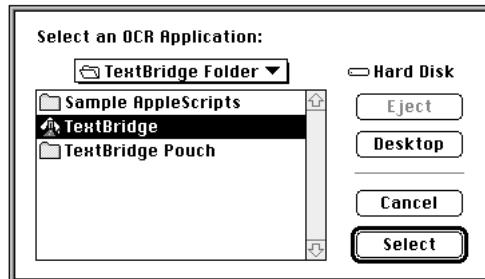 Select an OCR Application:
TextBridge Folder
Hard Disk
Sample AppleScripts
TextBridge
TextBridge Pouch
Eject
Desktop
Cancel
Select